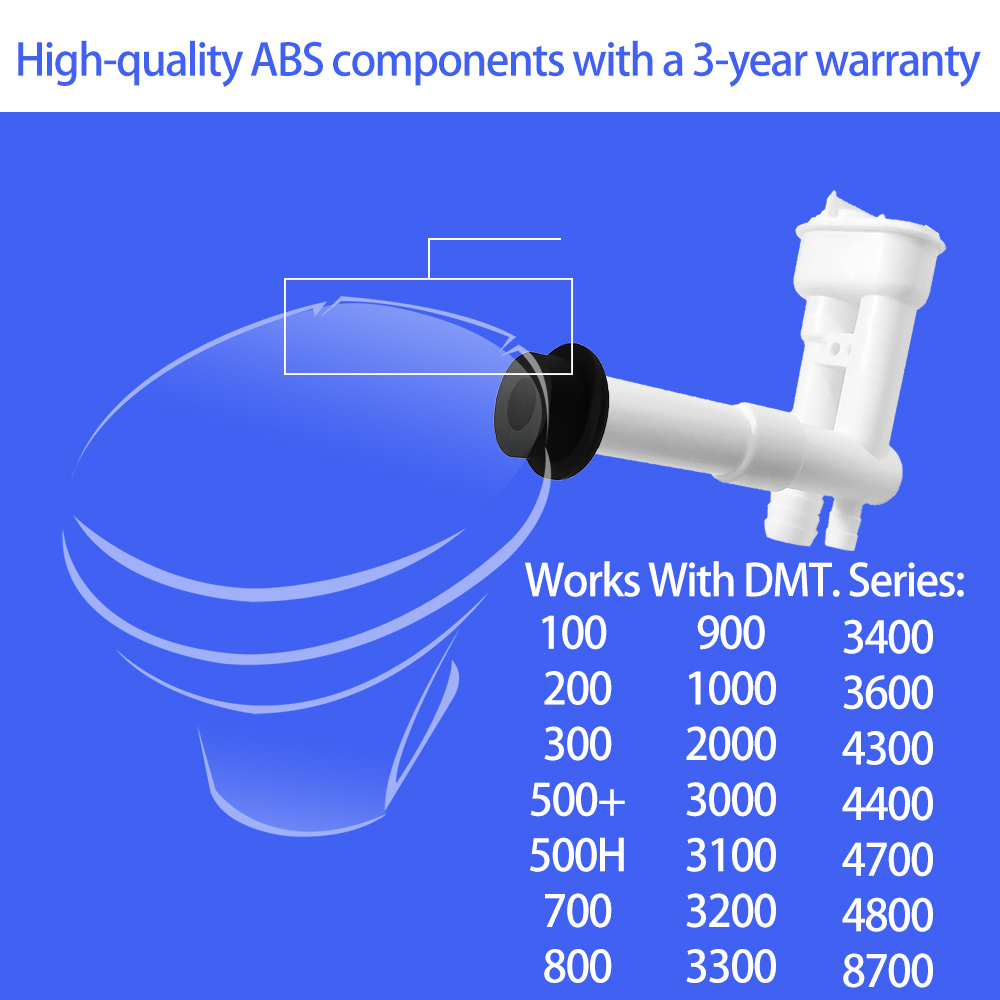 High-quality ABS components with a 3-year warranty
Works With DMT. Series:
100 900 3400
200 1000 3600
300 2000 4300
500+ 3000 4400
500H 3100 4700
700 3200 4800
800 3300 8700